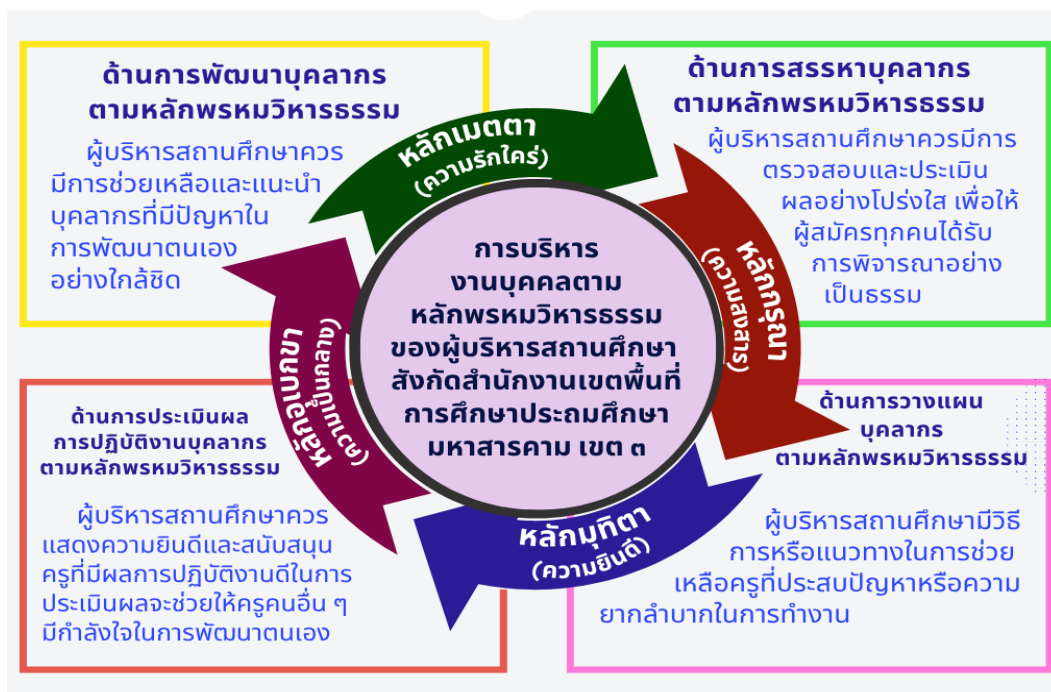 ด้านการพัฒนาบุคลากร
ตามหลักพรหมวิหารธรรม
ผู้บริหารสถานศึกษาควร
มีการช่วยเหลือและแนะนำ
บุคลากรที่มีปัญหาใน
การพัฒนาตนเอง
อย่างใกล้ชิด
ด้านการสรรหาบุคลากร
ตามหลักพรหมวิหารธรรม
ผู้บริหารสถานศึกษาควรมีการ
ตรวจสอบและประเมิน
ผลอย่างโปร่งใส เพื่อให้
ผู้สมัครทุกคนได้รับ
การพิจารณาอย่าง
เป็นธรรม
หลักเมตตา
(ความรักใคร่)
หลักกรุณา
(ความสงสาร)
การบริหาร
งานบุคคลตาม
หลักพรหมวิหารธรรม
ของผู้บริหารสถานศึกษา
สังกัดสำนักงานเขตพื้นที่
การศึกษาประถมศึกษา
มหาสารคาม เขต ๓
หลักอุเบกขา
(ความเป็นกลาง)
หลักมุทิตา
(ความยินดี)
ด้านการประเมินผล
การปฏิบัติงานบุคลากร
ตามหลักพรหมวิหารธรรม
ผู้บริหารสถานศึกษาควร
แสดงความยินดีและสนับสนุน
ครูที่มีผลการปฏิบัติงานดีในการ
ประเมินผลจะช่วยให้ครูคนอื่น ๆ
มีกำลังใจในการพัฒนาตนเอง
ด้านการวางแผน
บุคลากร
ตามหลักพรหมวิหารธรรม
ผู้บริหารสถานศึกษามีวิธี
การหรือแนวทางในการช่วย
เหลือครูที่ประสบปัญหาหรือความ
ยากลำบากในการทำงาน